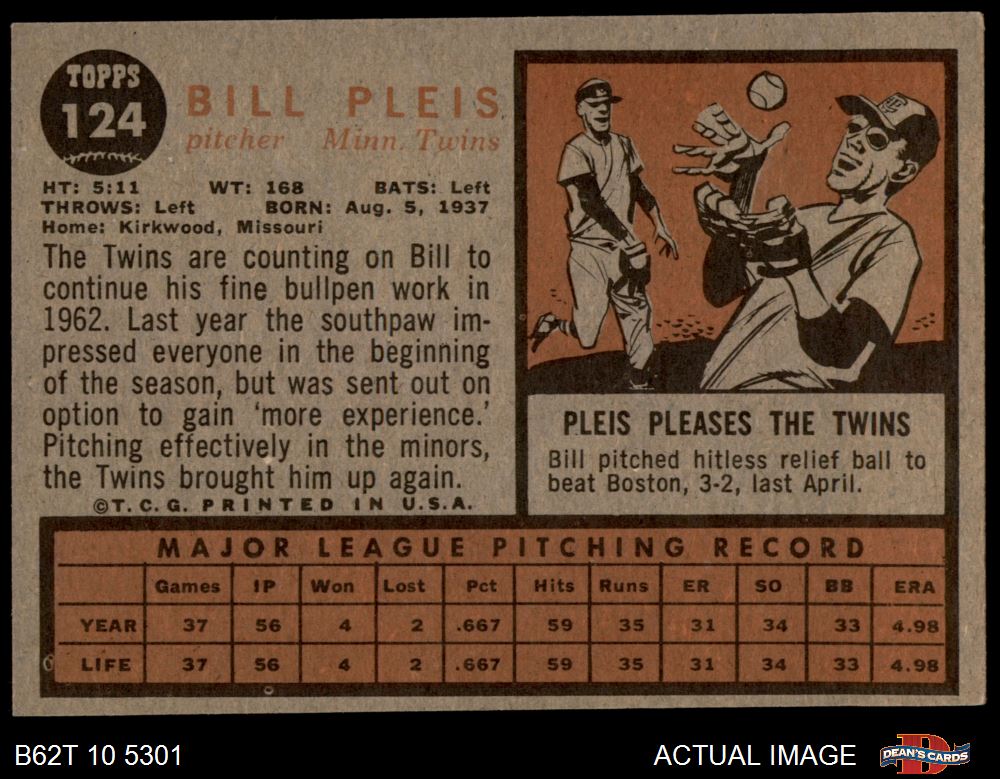 TOPPS
124
BILL PLEIS
pitcher Minn. Twins
HT: 5:11 WT: 168 BATS: Left
THROWS: Left BORN: Aug. 5, 1937
Home: Kirkwood, Missouri
The Twins are counting on Bill to
continue his fine bullpen work in
1962. Last year the southpaw im-
pressed everyone in the beginning
of the season, but was sent out on
option to gain ‘more experience.’
Pitching effectively in the minors,
the Twins brought him up again.
©T. C. G. PRINTED IN U.S.A.
PLEIS PLEASES THE TWINS
Bill pitched hitless relief ball to
beat Boston, 3-2, last April.
MAJOR LEAGUE PITCHING RECORD
Games IP Won Lost Pct Hits Runs ER SO BB ERA
YEAR 37 56 4 2 .667 59 35 31 34 33 4.98
LIFE 37 56 4 2 .667 59 35 31 34 33 4.98
B62T 10 5301 ACTUAL IMAGE DEAN'S CARDS